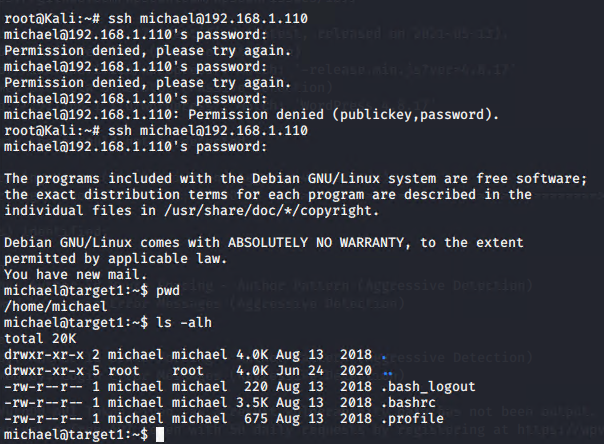 root@Kali:~# ssh michael@192.168.1.110
michael@192.168.1.110's password:
Permission denied, please try again.
michael@192.168.1.110's password:
Permission denied, please try again.
michael@192.168.1.110's password:
michael@192.168.1.110: Permission denied (publickey,password).
root@Kali:~# ssh michael@192.168.1.110
michael@192.168.1.110's password:
The programs included with the Debian GNU/Linux system are free software;
the exact distribution terms for each program are described in the
individual files in /usr/share/doc/*/copyright.
Debian GNU/Linux comes with ABSOLUTELY NO WARRANTY, to the extent
permitted by applicable law.
You have new mail.
michael@target1:~$ pwd
/home/michael
michael@target1:~$ ls -alh
total 20K
drwxr-xr-x 2 michael michael 4.0K Aug 13  2018 .
drwxr-xr-x 5 root    root    4.0K Jun 24  2020 ..
-rw-r--r-- 1 michael michael  220 Aug 13  2018 .bash_logout
-rw-r--r-- 1 michael michael 3.5K Aug 13  2018 .bashrc
-rw-r--r-- 1 michael michael  675 Aug 13  2018 .profile
michael@target1:~$